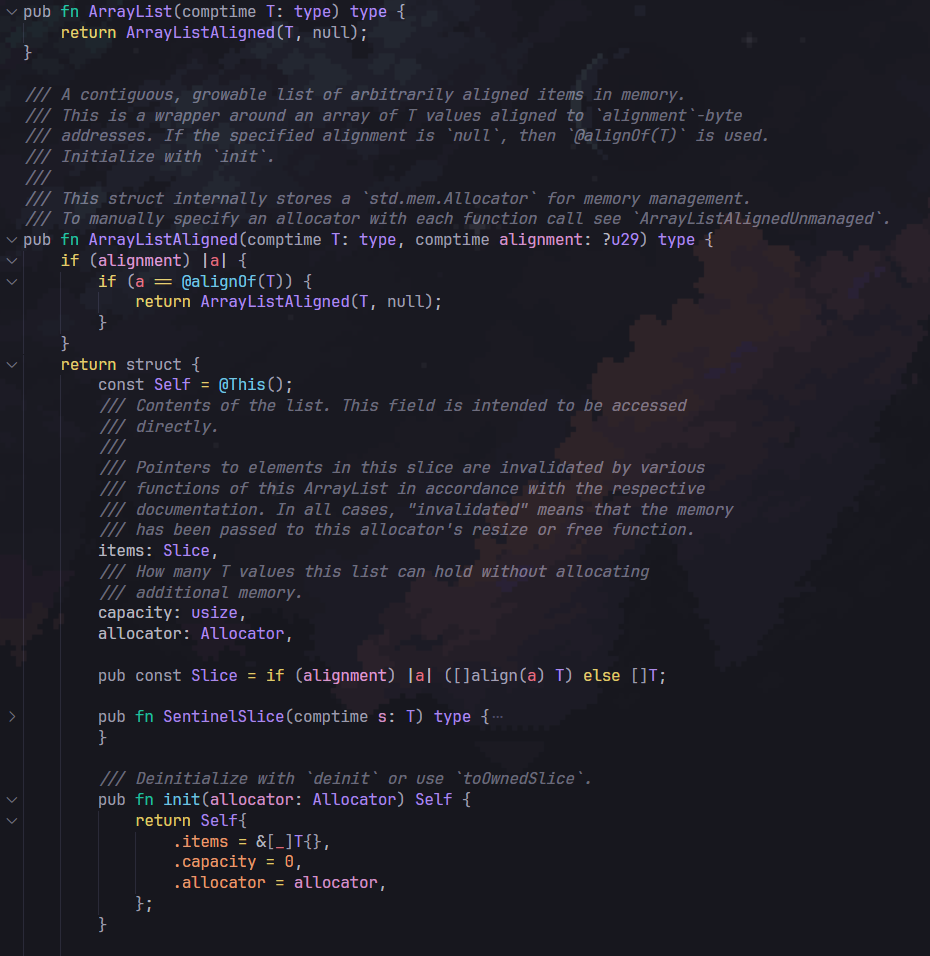 pub fn ArrayList(comptime T: type) type {
    return ArrayListAligned(T, null);
}

/// A contiguous, growable list of arbitrarily aligned items in memory.
/// This is a wrapper around an array of T values aligned to `alignment`-byte
/// addresses. If the specified alignment is `null`, then `@alignOf(T)` is used.
/// Initialize with `init`.
///
/// This struct internally stores a `std.mem.Allocator` for memory management.
/// To manually specify an allocator with each function call see `ArrayListAlignedUnmanaged`.
pub fn ArrayListAligned(comptime T: type, comptime alignment: ?u29) type {
    if (alignment) |a| {
        if (a == @alignOf(T)) {
            return ArrayListAligned(T, null);
        }
    }
    return struct {
        const Self = @This();
        /// Contents of the list. This field is intended to be accessed
        /// directly.
        ///
        /// Pointers to elements in this slice are invalidated by various
        /// functions of this ArrayList in accordance with the respective
        /// documentation. In all cases, "invalidated" means that the memory
        /// has been passed to this allocator's resize or free function.
        items: Slice,
        /// How many T values this list can hold without allocating
        /// additional memory.
        capacity: usize,
        allocator: Allocator,

        pub const Slice = if (alignment) |a| ([]align(a) T) else []T;

        pub fn SentinelSlice(comptime s: T) type {⋯
        }

        /// Deinitialize with `deinit` or use `toOwnedSlice`.
        pub fn init(allocator: Allocator) Self {
            return Self{
                .items = &[_]T{},
                .capacity = 0,
                .allocator = allocator,
            };
        }